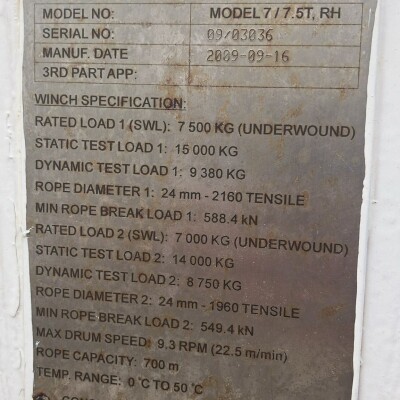 MODEL NO: MODEL 7 / 7.5T, RH
SERIAL NO: 09/03036
MANUF. DATE 2009-09-16
3RD PART APP:
WINCH SPECIFICATION:
RATED LOAD 1 (SWL): 7 500 KG (UNDERWOUND)
STATIC TEST LOAD 1: 15 000 KG
DYNAMIC TEST LOAD 1: 9 380 KG
ROPE DIAMETER 1: 24 mm - 2160 TENSILE
MIN ROPE BREAK LOAD 1: 588.4 kN
RATED LOAD 2 (SWL): 7 000 KG (UNDERWOUND)
STATIC TEST LOAD 2: 14 000 KG
DYNAMIC TEST LOAD 2: 8 750 KG
ROPE DIAMETER 2: 24 mm - 1960 TENSILE
MIN ROPE BREAK LOAD 2: 549.4 kN
MAX DRUM SPEED: 9.3 RPM (22.5 m/min)
ROPE CAPACITY: 700 m
TEMP. RANGE: 0°C TO 50°C